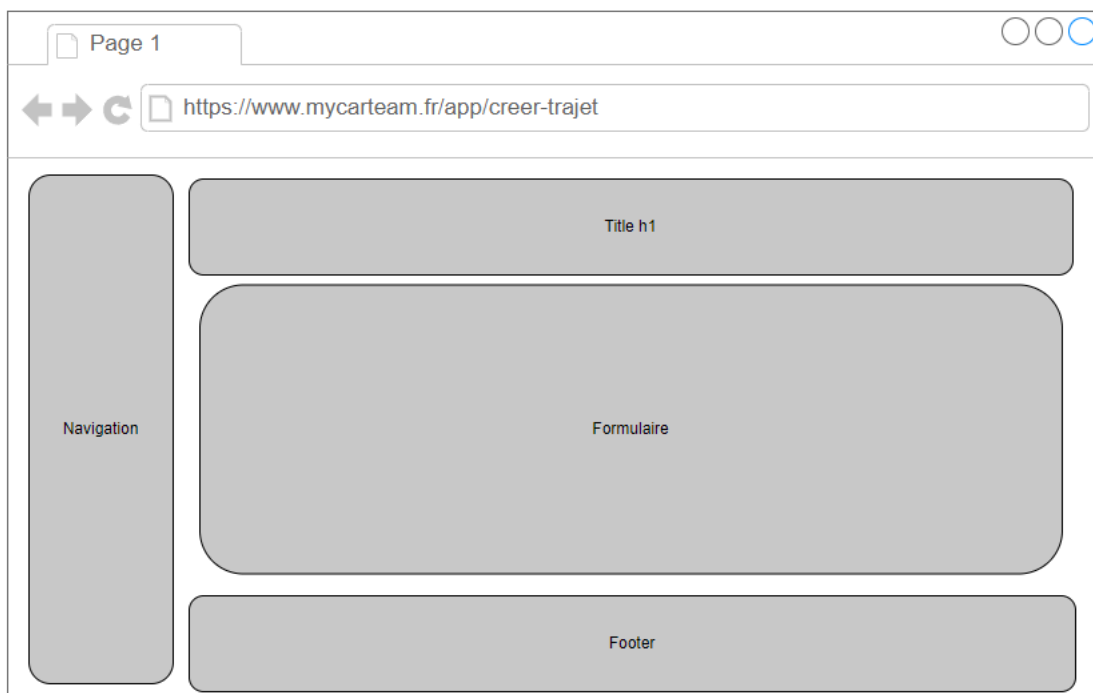 Page 1
https://www.mycarteam.fr/app/creer-trajet
Title h1
Navigation
Formulaire
Footer